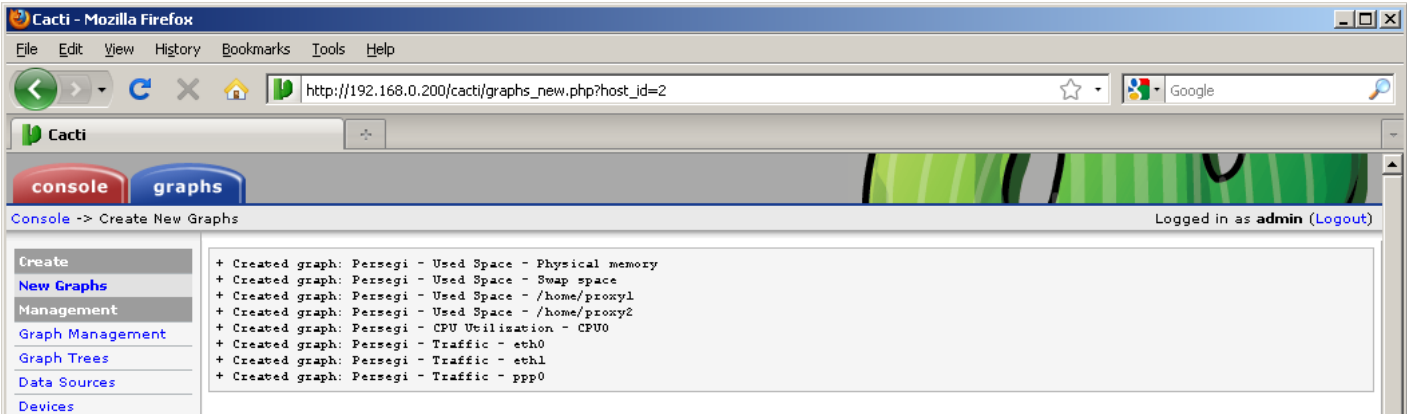 Cacti - Mozilla Firefox
File Edit View History Bookmarks Tools Help
http://192.168.0.200/cacti/graphs_new.php?host_id=2 Google
Cacti
console graphs
Console -> Create New Graphs Logged in as admin (Logout)
Create
New Graphs
Management
Graph Management
Graph Trees
Data Sources
Devices
+ Created graph: Persegi - Used Space - Physical memory
+ Created graph: Persegi - Used Space - Swap space
+ Created graph: Persegi - Used Space - /home/proxy1
+ Created graph: Persegi - Used Space - /home/proxy2
+ Created graph: Persegi - CPU Utilization - CPU0
+ Created graph: Persegi - Traffic - eth0
+ Created graph: Persegi - Traffic - eth1
+ Created graph: Persegi - Traffic - ppp0